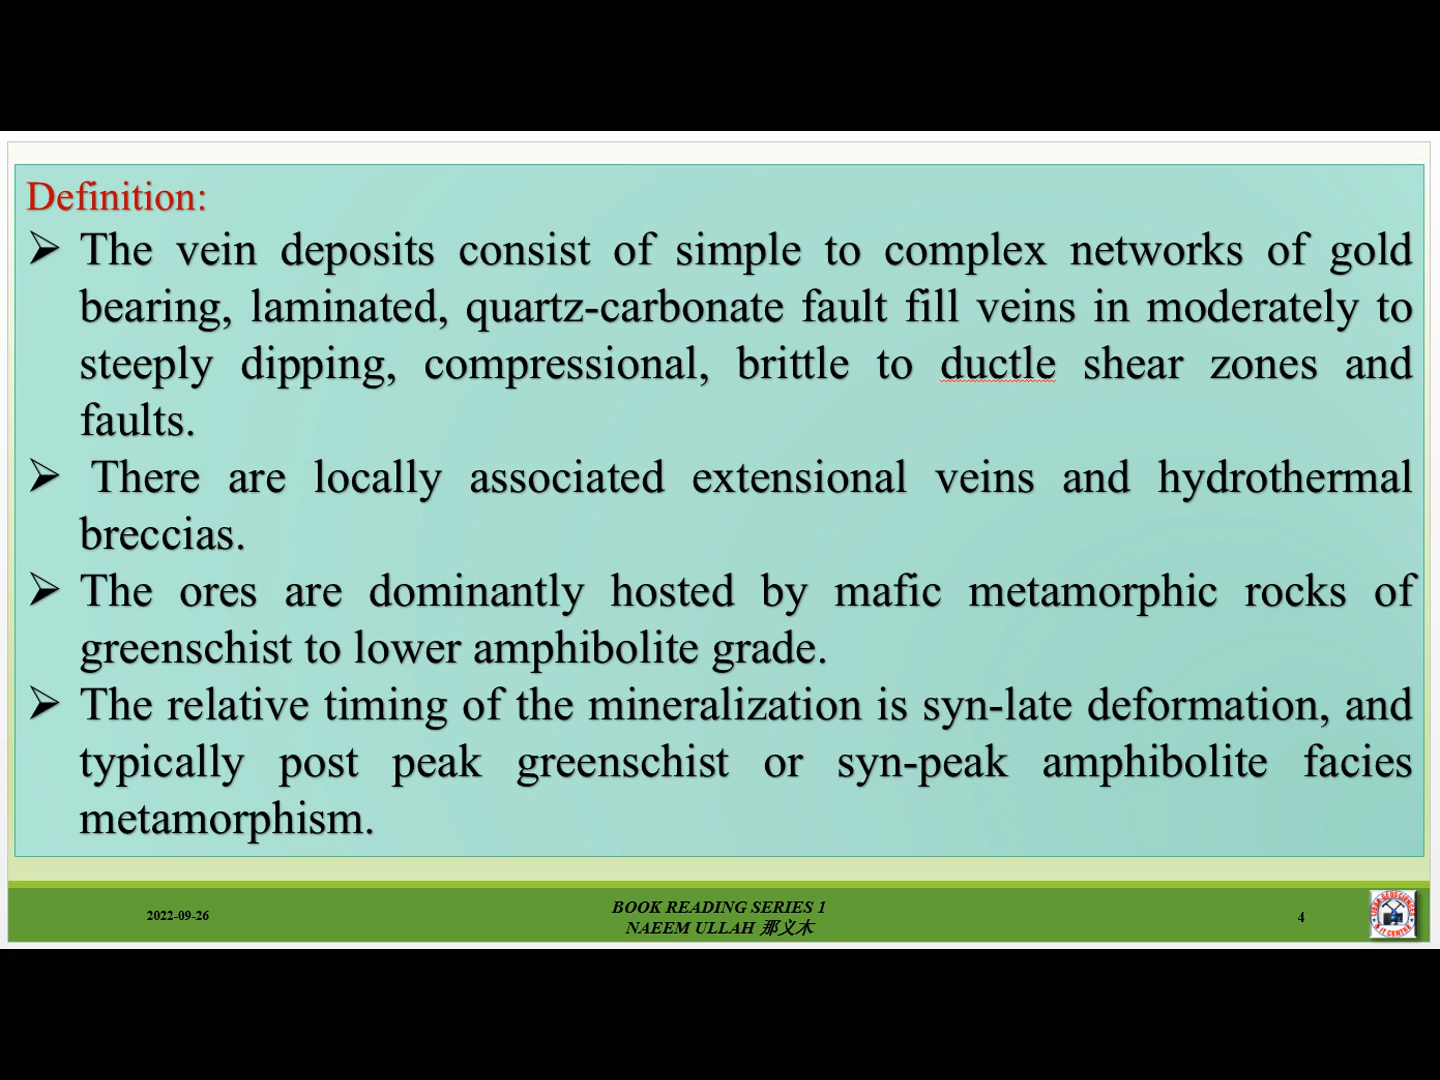 Definition:
➢ The vein deposits consist of simple to complex networks of gold
bearing, laminated, quartz-carbonate fault fill veins in moderately to
steeply dipping, compressional, brittle to ductle shear zones and
faults.
➢ There are locally associated extensional veins and hydrothermal
breccias.
➢ The ores are dominantly hosted by mafic metamorphic rocks of
greenschist to lower amphibolite grade.
➢ The relative timing of the mineralization is syn-late deformation, and
typically post peak greenschist or syn-peak amphibolite facies
metamorphism.
2022-09-26
BOOK READING SERIES 1
NAEEM ULLAH 那义木
4